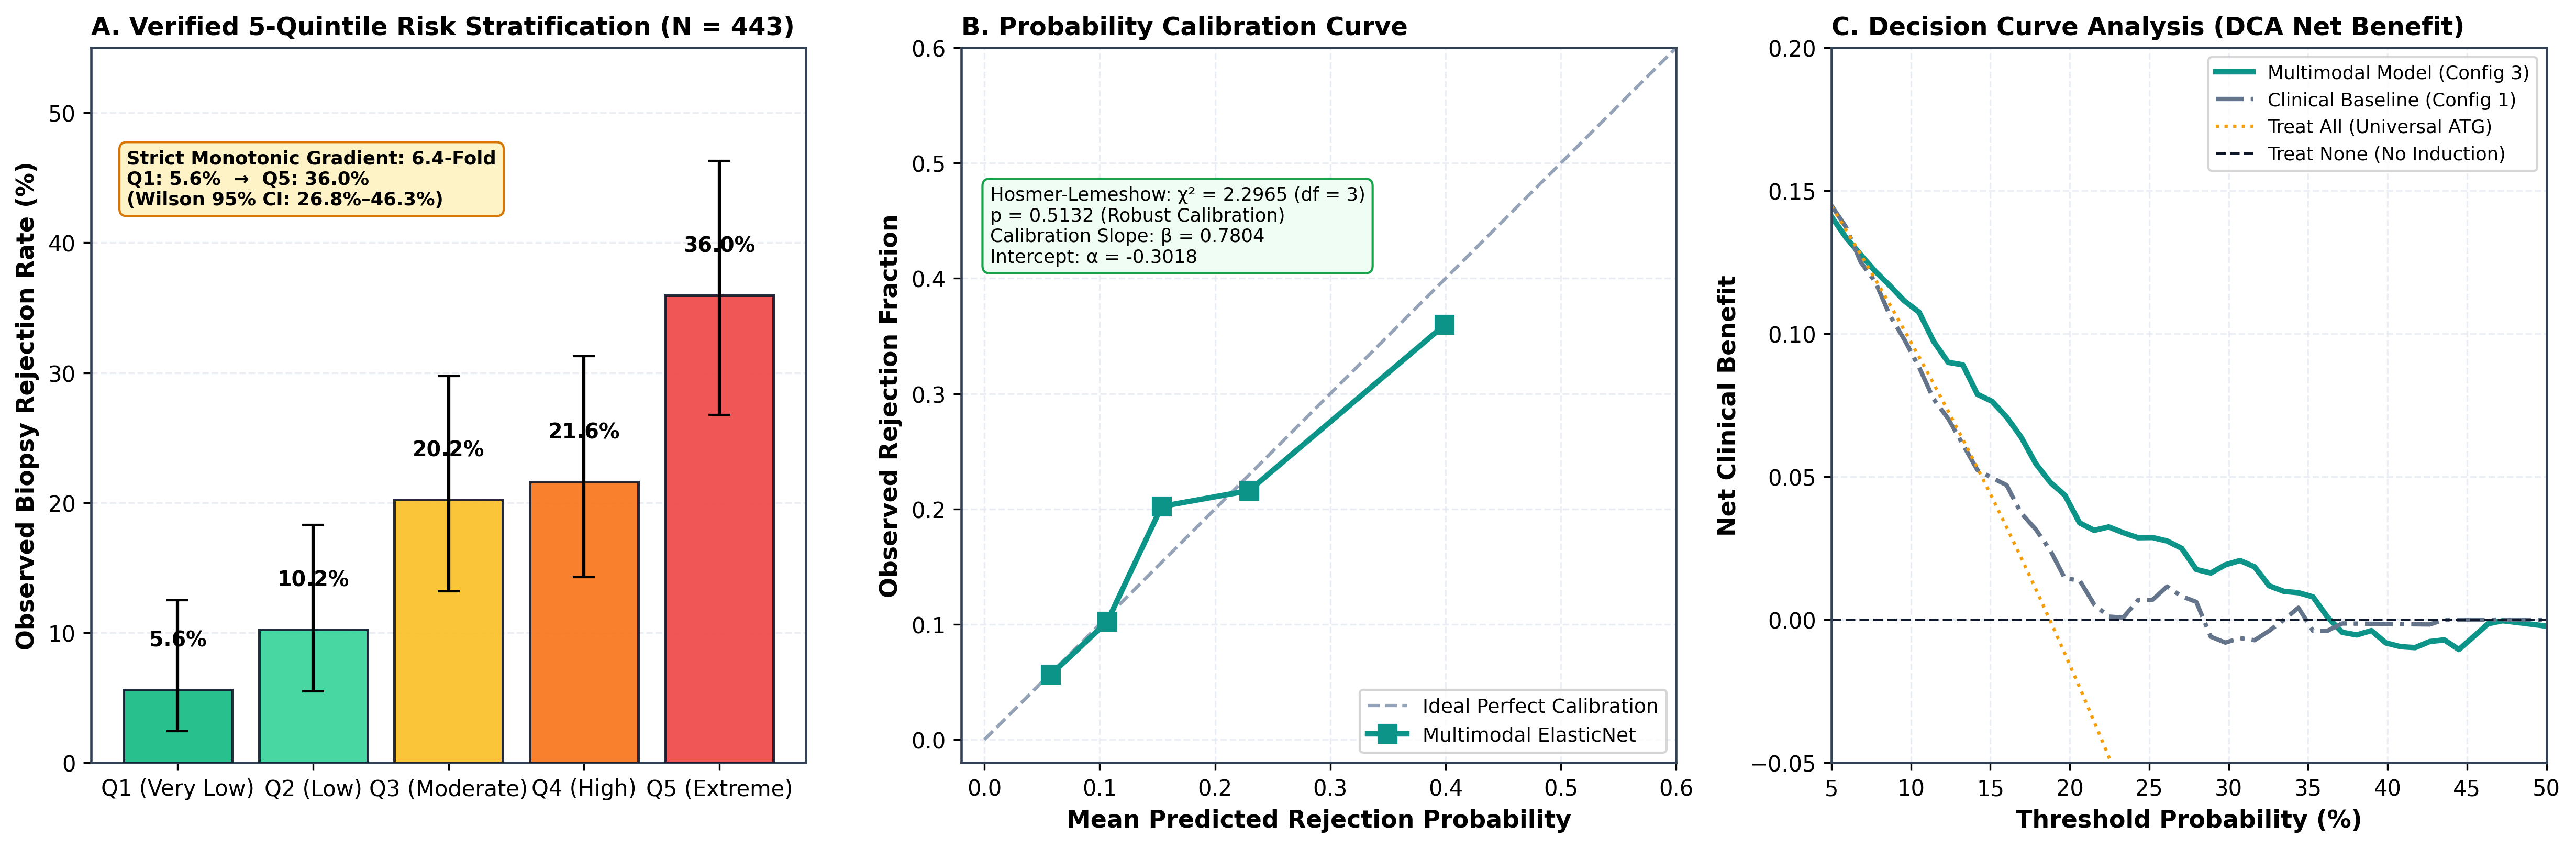 A. Verified 5-Quintile Risk Stratification (N = 443)
Observed Biopsy Rejection Rate (%)
50
40
30
20
10
0
Strict Monotonic Gradient: 6.4-Fold
Q1: 5.6% → Q5: 36.0%
(Wilson 95% CI: 26.8%–46.3%)
5.6%
10.2%
20.2%
21.6%
36.0%
Q1 (Very Low) Q2 (Low) Q3 (Moderate) Q4 (High) Q5 (Extreme)
B. Probability Calibration Curve
Observed Rejection Fraction
0.6
0.5
0.4
0.3
0.2
0.1
0.0
Hosmer-Lemeshow: χ² = 2.2965 (df = 3)
p = 0.5132 (Robust Calibration)
Calibration Slope: β = 0.7804
Intercept: α = -0.3018
Ideal Perfect Calibration
Multimodal ElasticNet
0.0 0.1 0.2 0.3 0.4 0.5 0.6
Mean Predicted Rejection Probability
C. Decision Curve Analysis (DCA Net Benefit)
Net Clinical Benefit
0.20
0.15
0.10
0.05
0.00
−0.05
Multimodal Model (Config 3)
Clinical Baseline (Config 1)
Treat All (Universal ATG)
Treat None (No Induction)
5 10 15 20 25 30 35 40 45 50
Threshold Probability (%)